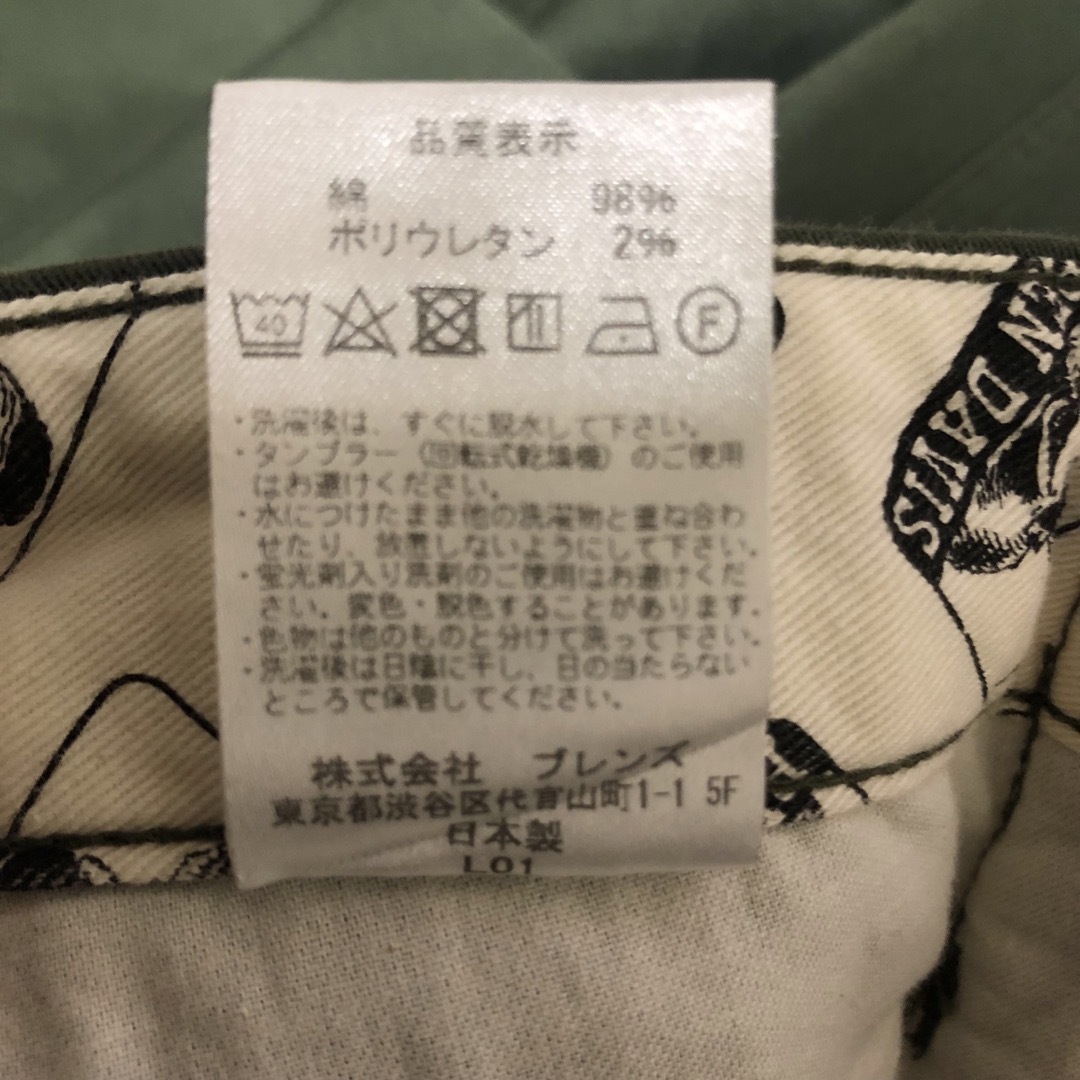 品質表示
綿 98%
ポリウレタン 2%
40 F
・洗濯後は、すぐに脱水して下さい。
・タンブラー（回転式乾燥機）のご使用
はお避けください。
・水につけたまま他の洗濯物と重ね合わ
せたり、放置しないようにして下さい。
・蛍光剤入り洗剤のご使用はお避けくだ
さい。変色・脱色することがあります。
・色物は他のものと分けて洗って下さい。
・洗濯後は日陰に干し、日の当たらない
ところで保管してください。
株式会社 ブレンズ
東京都渋谷区代官山町1-1 5F
日本製
L01
EN DAVIS